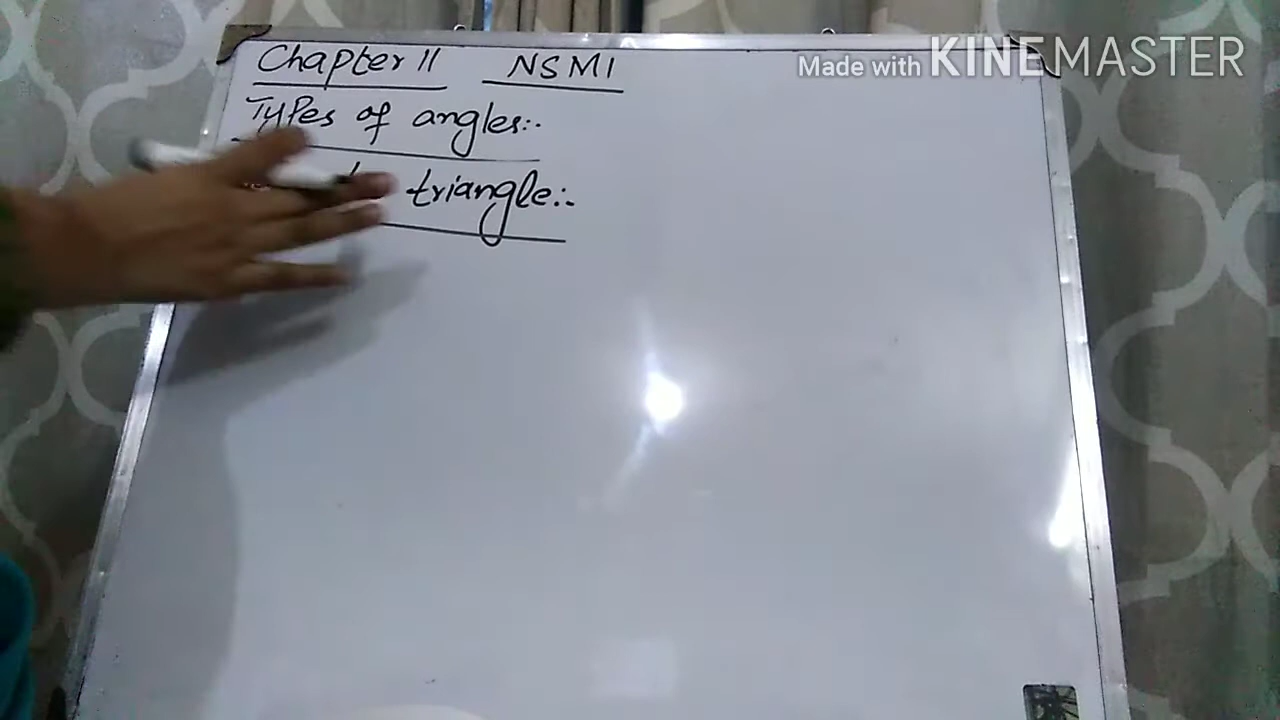 Chapter 11 NSM1
Made with KINEMASTER
Types of angles:-
triangle:-